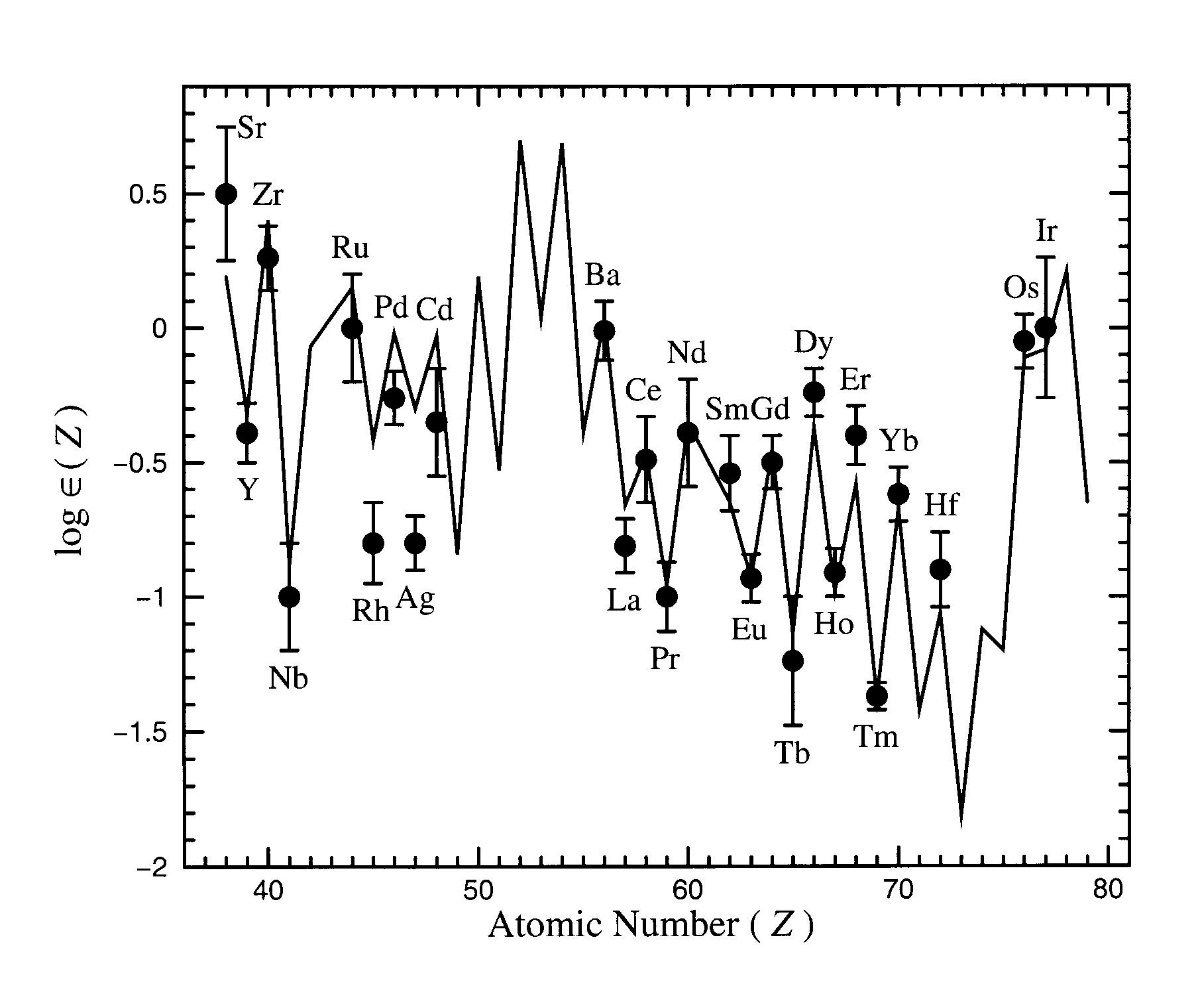 Sr
Zr
Ru
Pd Cd
Ba
Ce
Nd
SmGd
Dy
Er
Yb
Hf
Os
Ir
Y
Nb
Rh Ag
La
Pr
Eu
Tb
Ho
Tm
0.5
0
−0.5
−1
−1.5
−2
log ϵ ( Z )
40 50 60 70 80
Atomic Number ( Z )